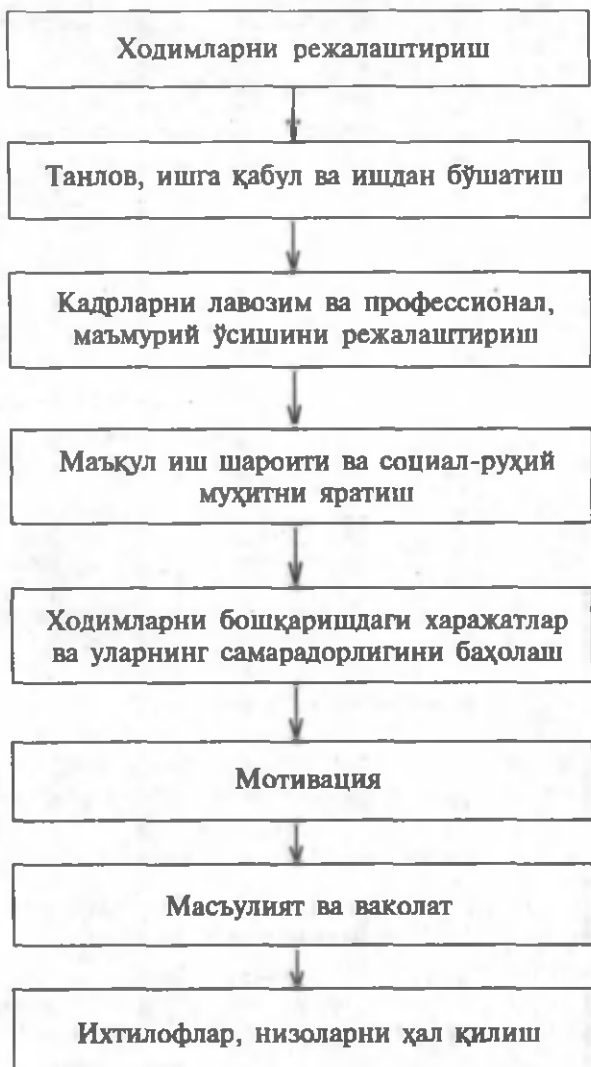 Ходимларни режалаштириш
Танлов, ишга қабул ва ишдан бўшатиш
Кадрларни лавозим ва профессионал,
маъмурий ўсишини режалаштириш
Маъқул иш шароити ва социал-руҳий
муҳитни яратиш
Ходимларни бошқаришдаги харажатлар
ва уларнинг самарадорлигини баҳолаш
Мотивация
Масъулият ва ваколат
Ихтилофлар, низоларни ҳал қилиш